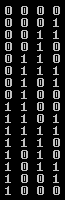 0 0 0 0
0 0 0 1
0 0 1 1
0 0 1 0
0 1 1 0
0 1 1 1
0 1 0 1
0 1 0 0
1 1 0 0
1 1 0 1
1 1 1 1
1 1 1 0
1 0 1 0
1 0 1 1
1 0 0 1
1 0 0 0